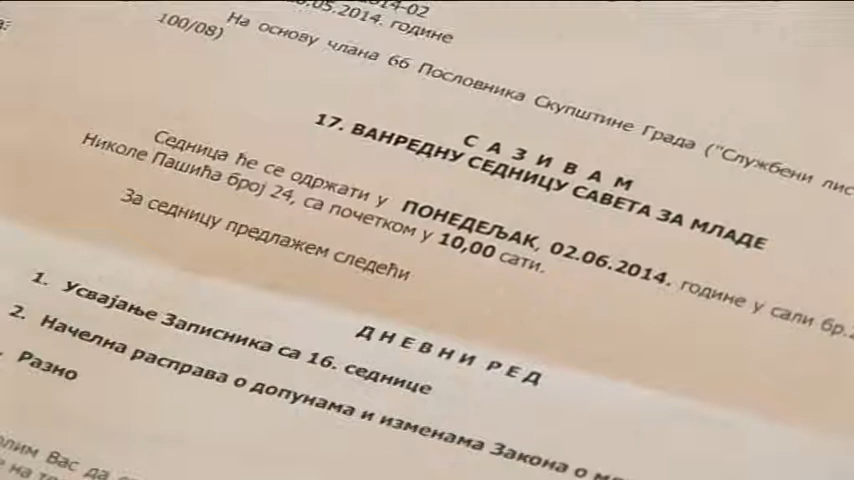 05.2014. године
На основу члана 66 Пословника Скупштине Града ("Службени лис
100/08)
С А З И В А М
17. ВАНРЕДНУ СЕДНИЦУ САВЕТА ЗА МЛАДЕ
Седница ће се одржати у ПОНЕДЕЉАК, 02.06.2014. године у сали бр.
Николе Пашића број 24, са почетком у 10,00 сати.
За седницу предлажем следећи
Д Н Е В Н И Р Е Д
1. Усвајање Записника са 16. седнице
2. Начелна расправа о допунама и изменама Закона о
Разно
Вас да
на